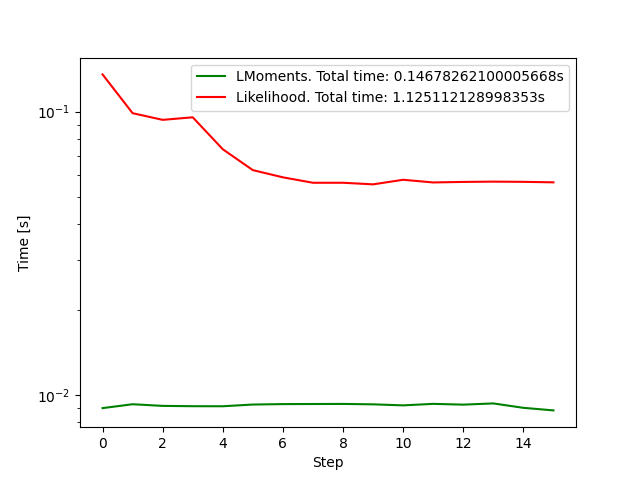 LMoments. Total time: 0.14678262100005668s
Likelihood. Total time: 1.125112128998353s
10⁻¹
10⁻²
Time [s]
0 2 4 6 8 10 12 14
Step